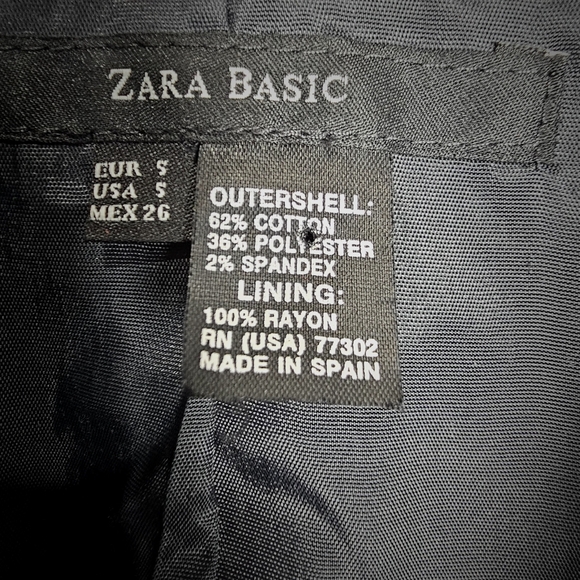 ZARA BASIC
EUR S
USA S
MEX 26
OUTERSHELL:
62% COTTON
36% POLYESTER
2% SPANDEX
LINING:
100% RAYON
RN (USA) 77302
MADE IN SPAIN